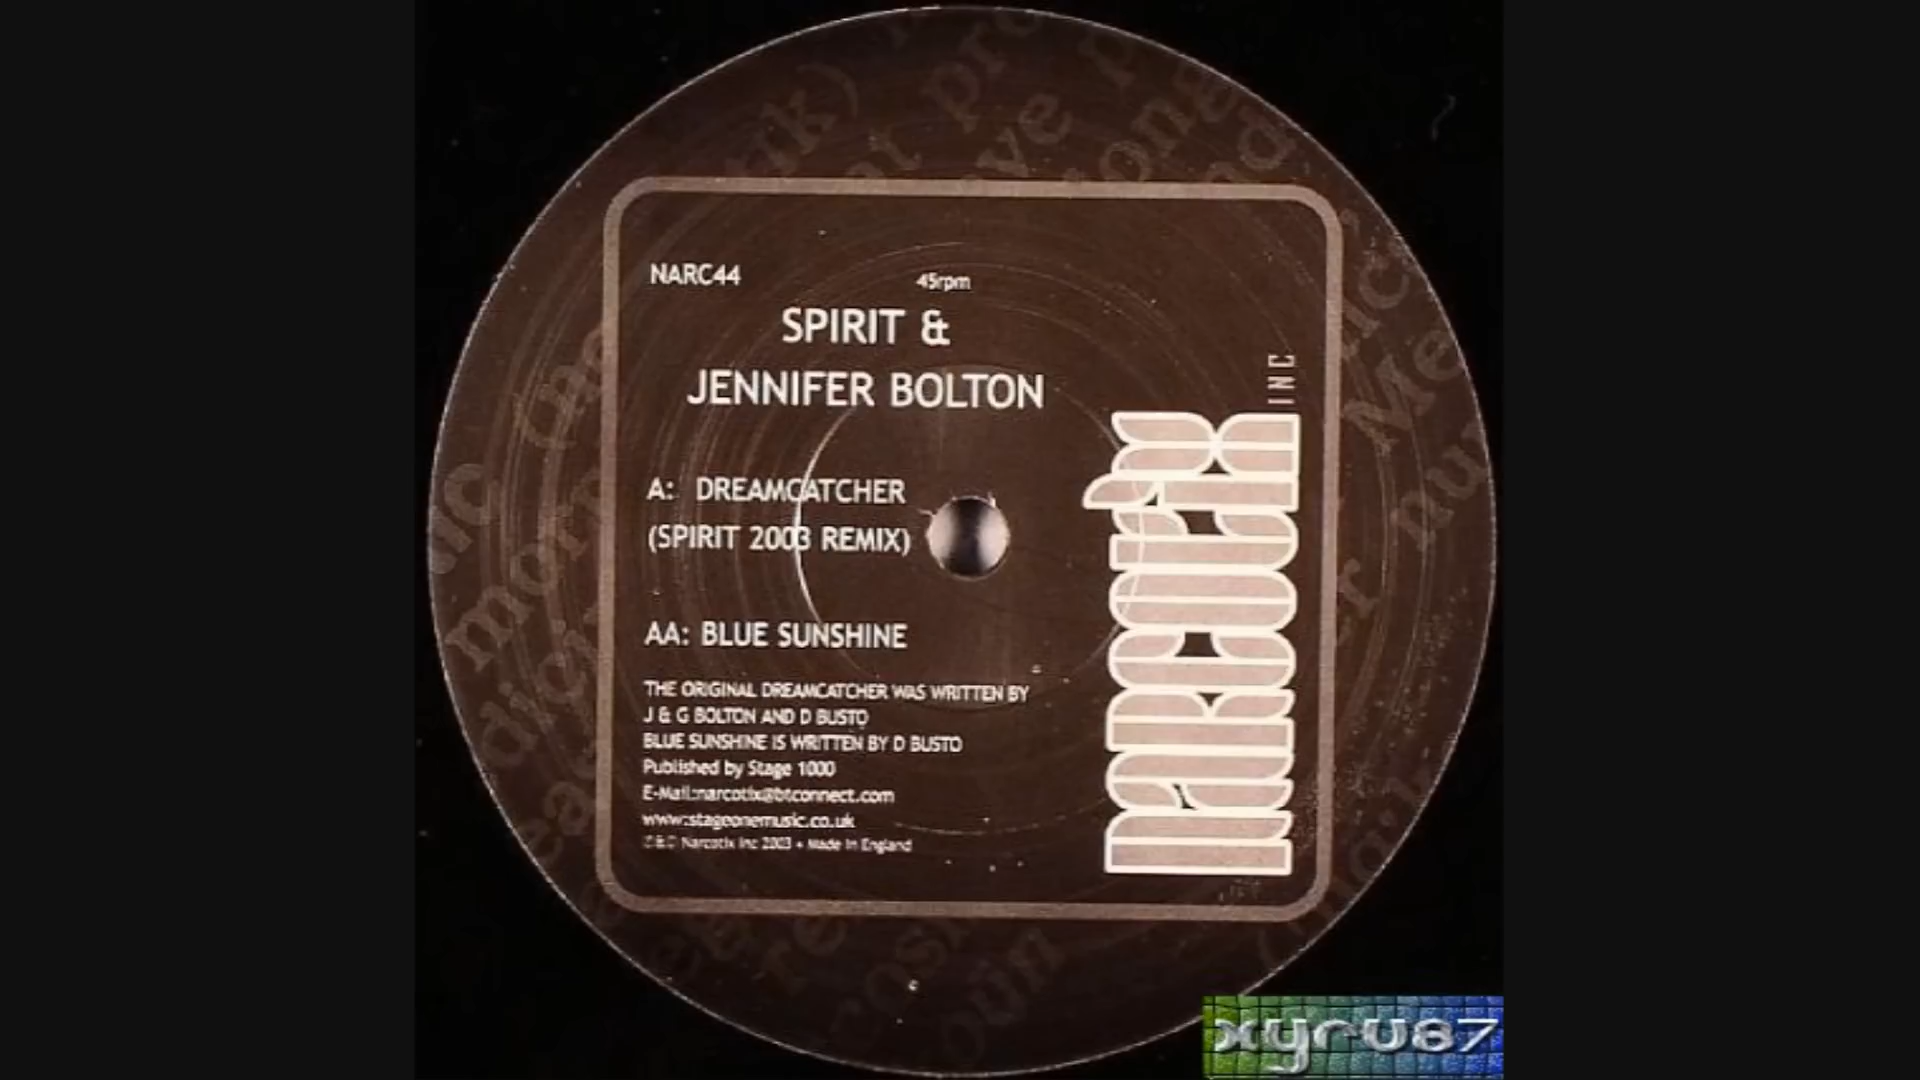 NARC44
45rpm
SPIRIT &
JENNIFER BOLTON
A: DREAMCATCHER
(SPIRIT 2003 REMIX)
AA: BLUE SUNSHINE
THE ORIGINAL DREAMCATCHER WAS WRITTEN BY
J & G BOLTON AND D BUSTO
BLUE SUNSHINE IS WRITTEN BY D BUSTO
Published by Stage 1000
E-Mail:narcotix@btconnect.com
www.stageonemusic.co.uk
Narcotix Inc 2003 • Made In England
narcotix
INC
xyru87